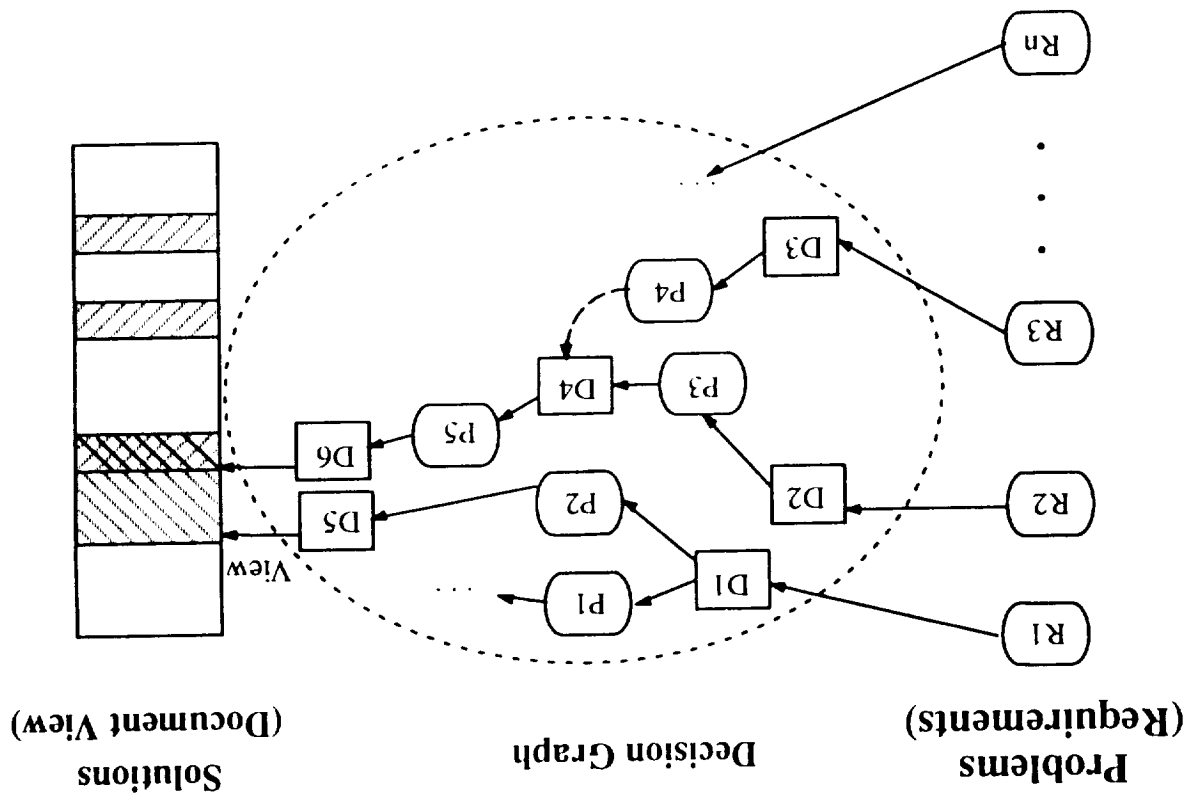 Problems
(Requirements)
Decision Graph
Solutions
(Document View)
R1
D1
P1
...
View
R2
D2
P2
D5
P3
D4
P5
D6
R3
D3
P4
...
Rn